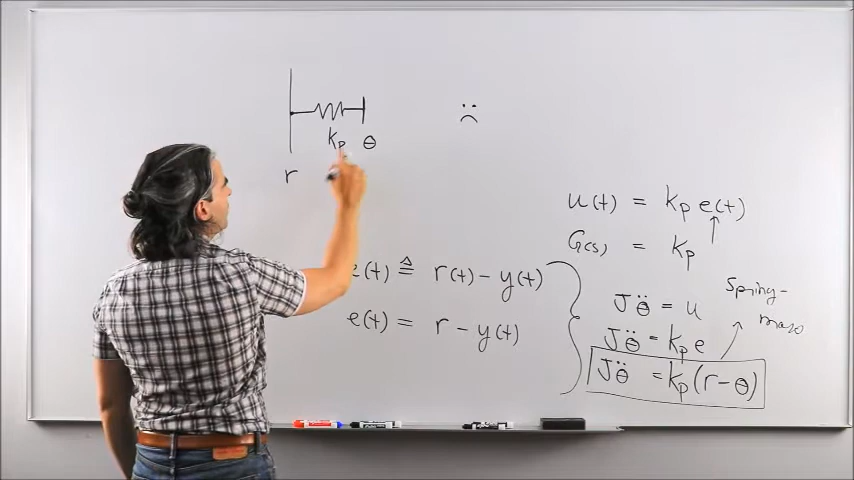 kp θ
r
e(t) ≜ r(t) - y(t)
e(t) = r - y(t)
u(t) = kp e(t)
G(s) = kp
Jθ̈ = u
Jθ̈ = kp e
Jθ̈ = kp(r - θ)
Spring-
mass